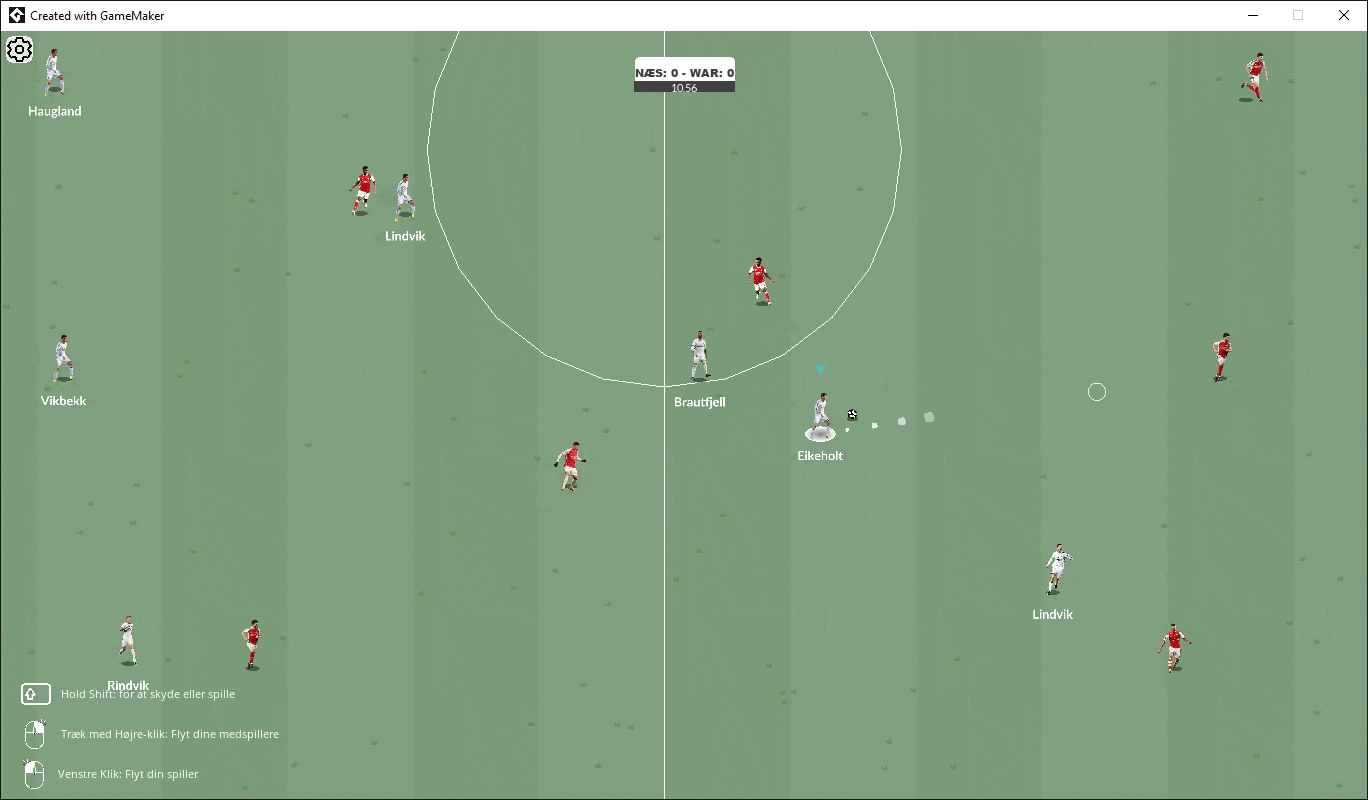 Created with GameMaker
NÆS: 0 - WAR: 0
10:56
Haugland
Lindvik
Vikbekk
Brautfjell
Eikeholt
Lindvik
Rindvik
Hold Shift: for at skyde eller spille
Træk med Højre-klik: Flyt dine medspillere
Venstre Klik: Flyt din spiller